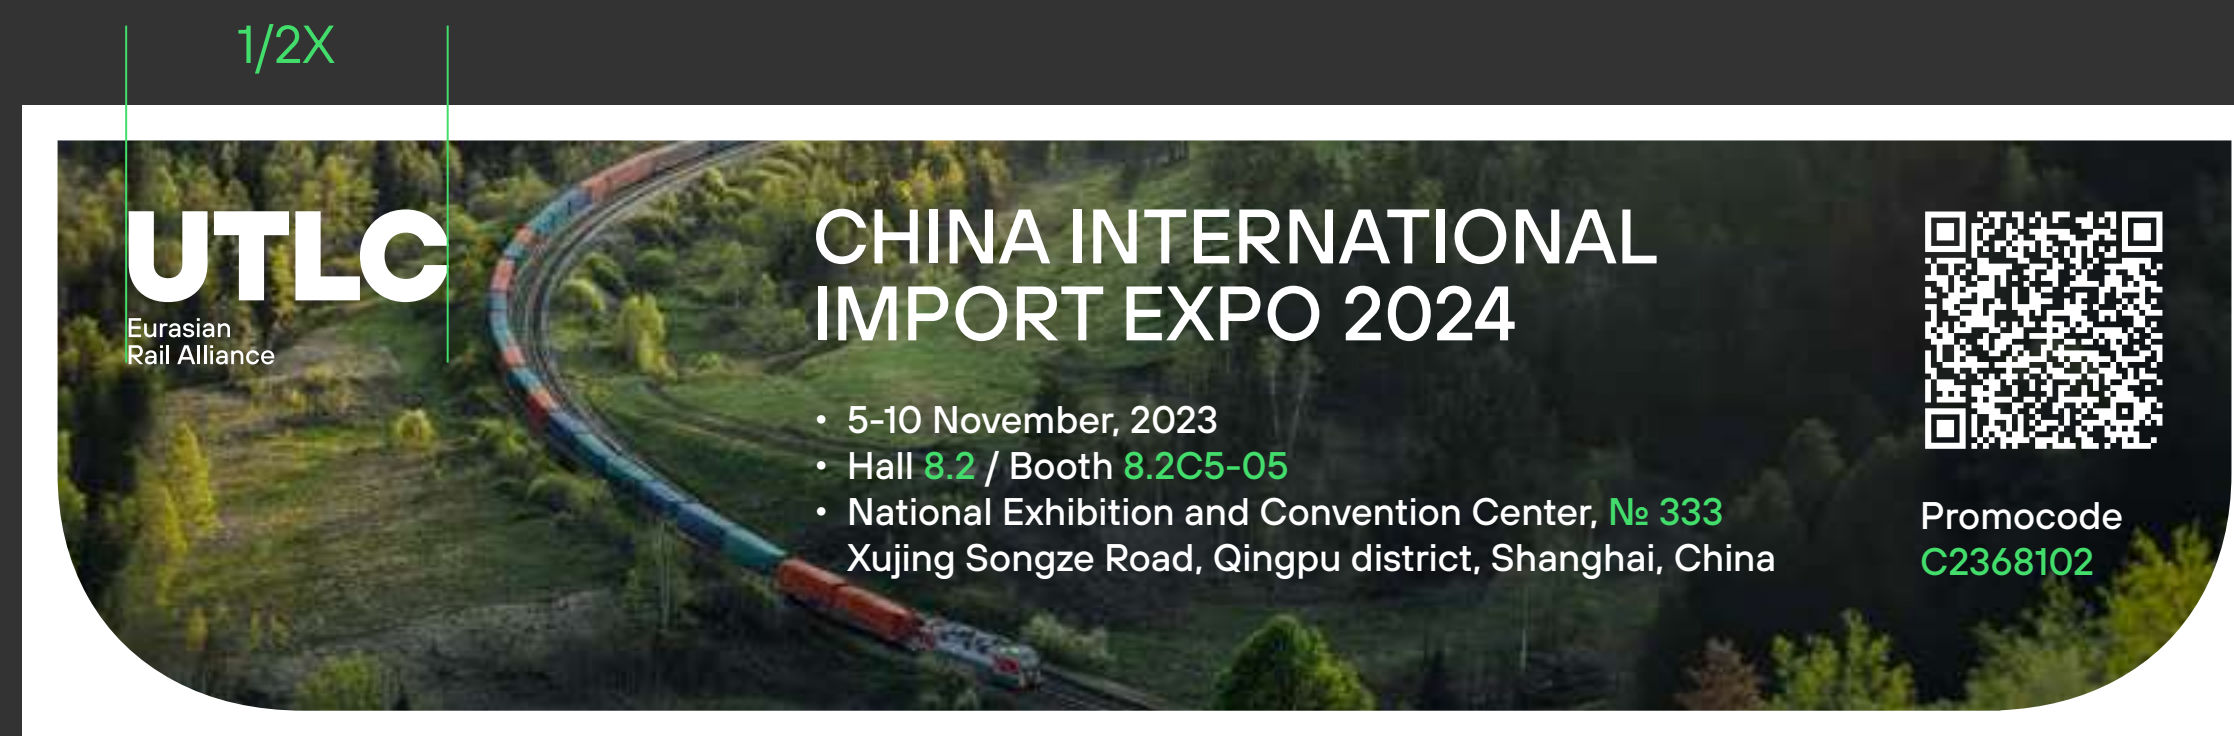 1/2X
UTLC
Eurasian
Rail Alliance
CHINA INTERNATIONAL
IMPORT EXPO 2024
• 5-10 November, 2023
• Hall 8.2 / Booth 8.2C5-05
• National Exhibition and Convention Center, № 333
Xujing Songze Road, Qingpu district, Shanghai, China
Promocode
C2368102